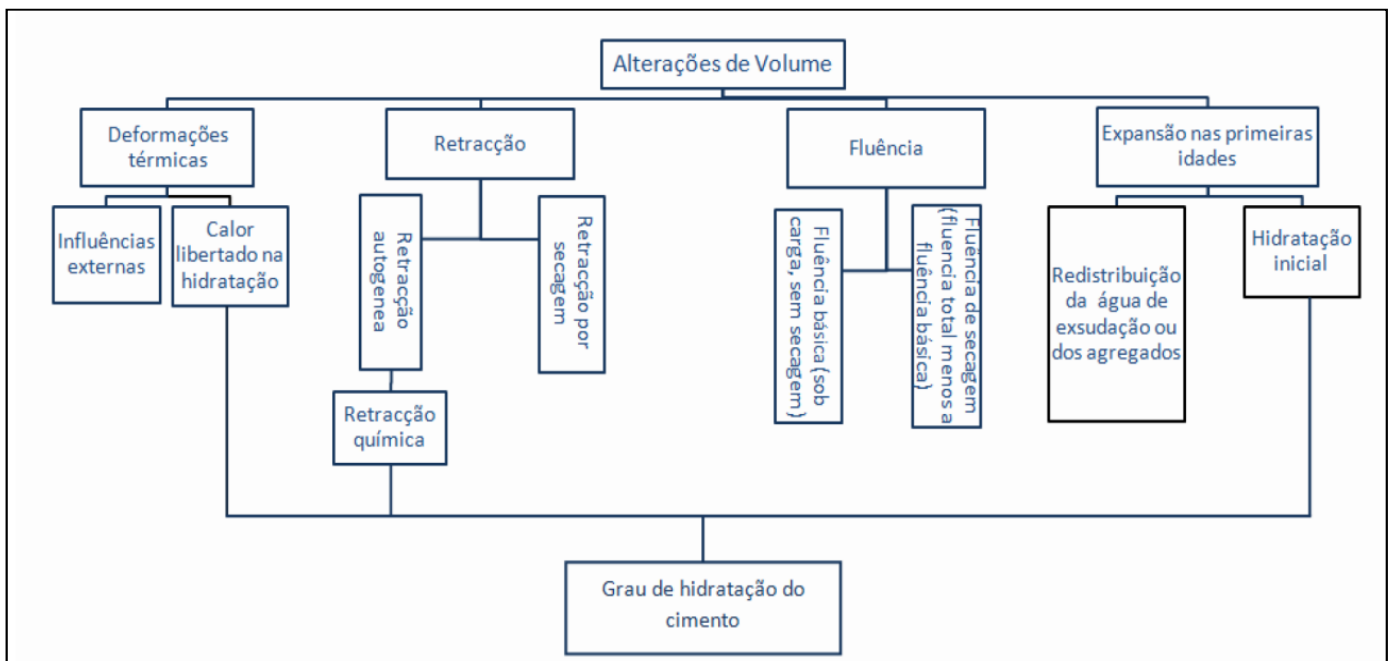 Alterações de Volume
Deformações
térmicas
Retracção
Fluência
Expansão nas primeiras
idades
Influências
externas
Calor
libertado na
hidratação
Retracção
autogenea
Retracção por
secagem
Fluência básica (sob
carga, sem secagem)
Fluência de secagem
(fluencia total menos a
fluência básica)
Redistribuição
da água de
exsudação ou
dos agregados
Hidratação
inicial
Retracção
química
Grau de hidratação do
cimento